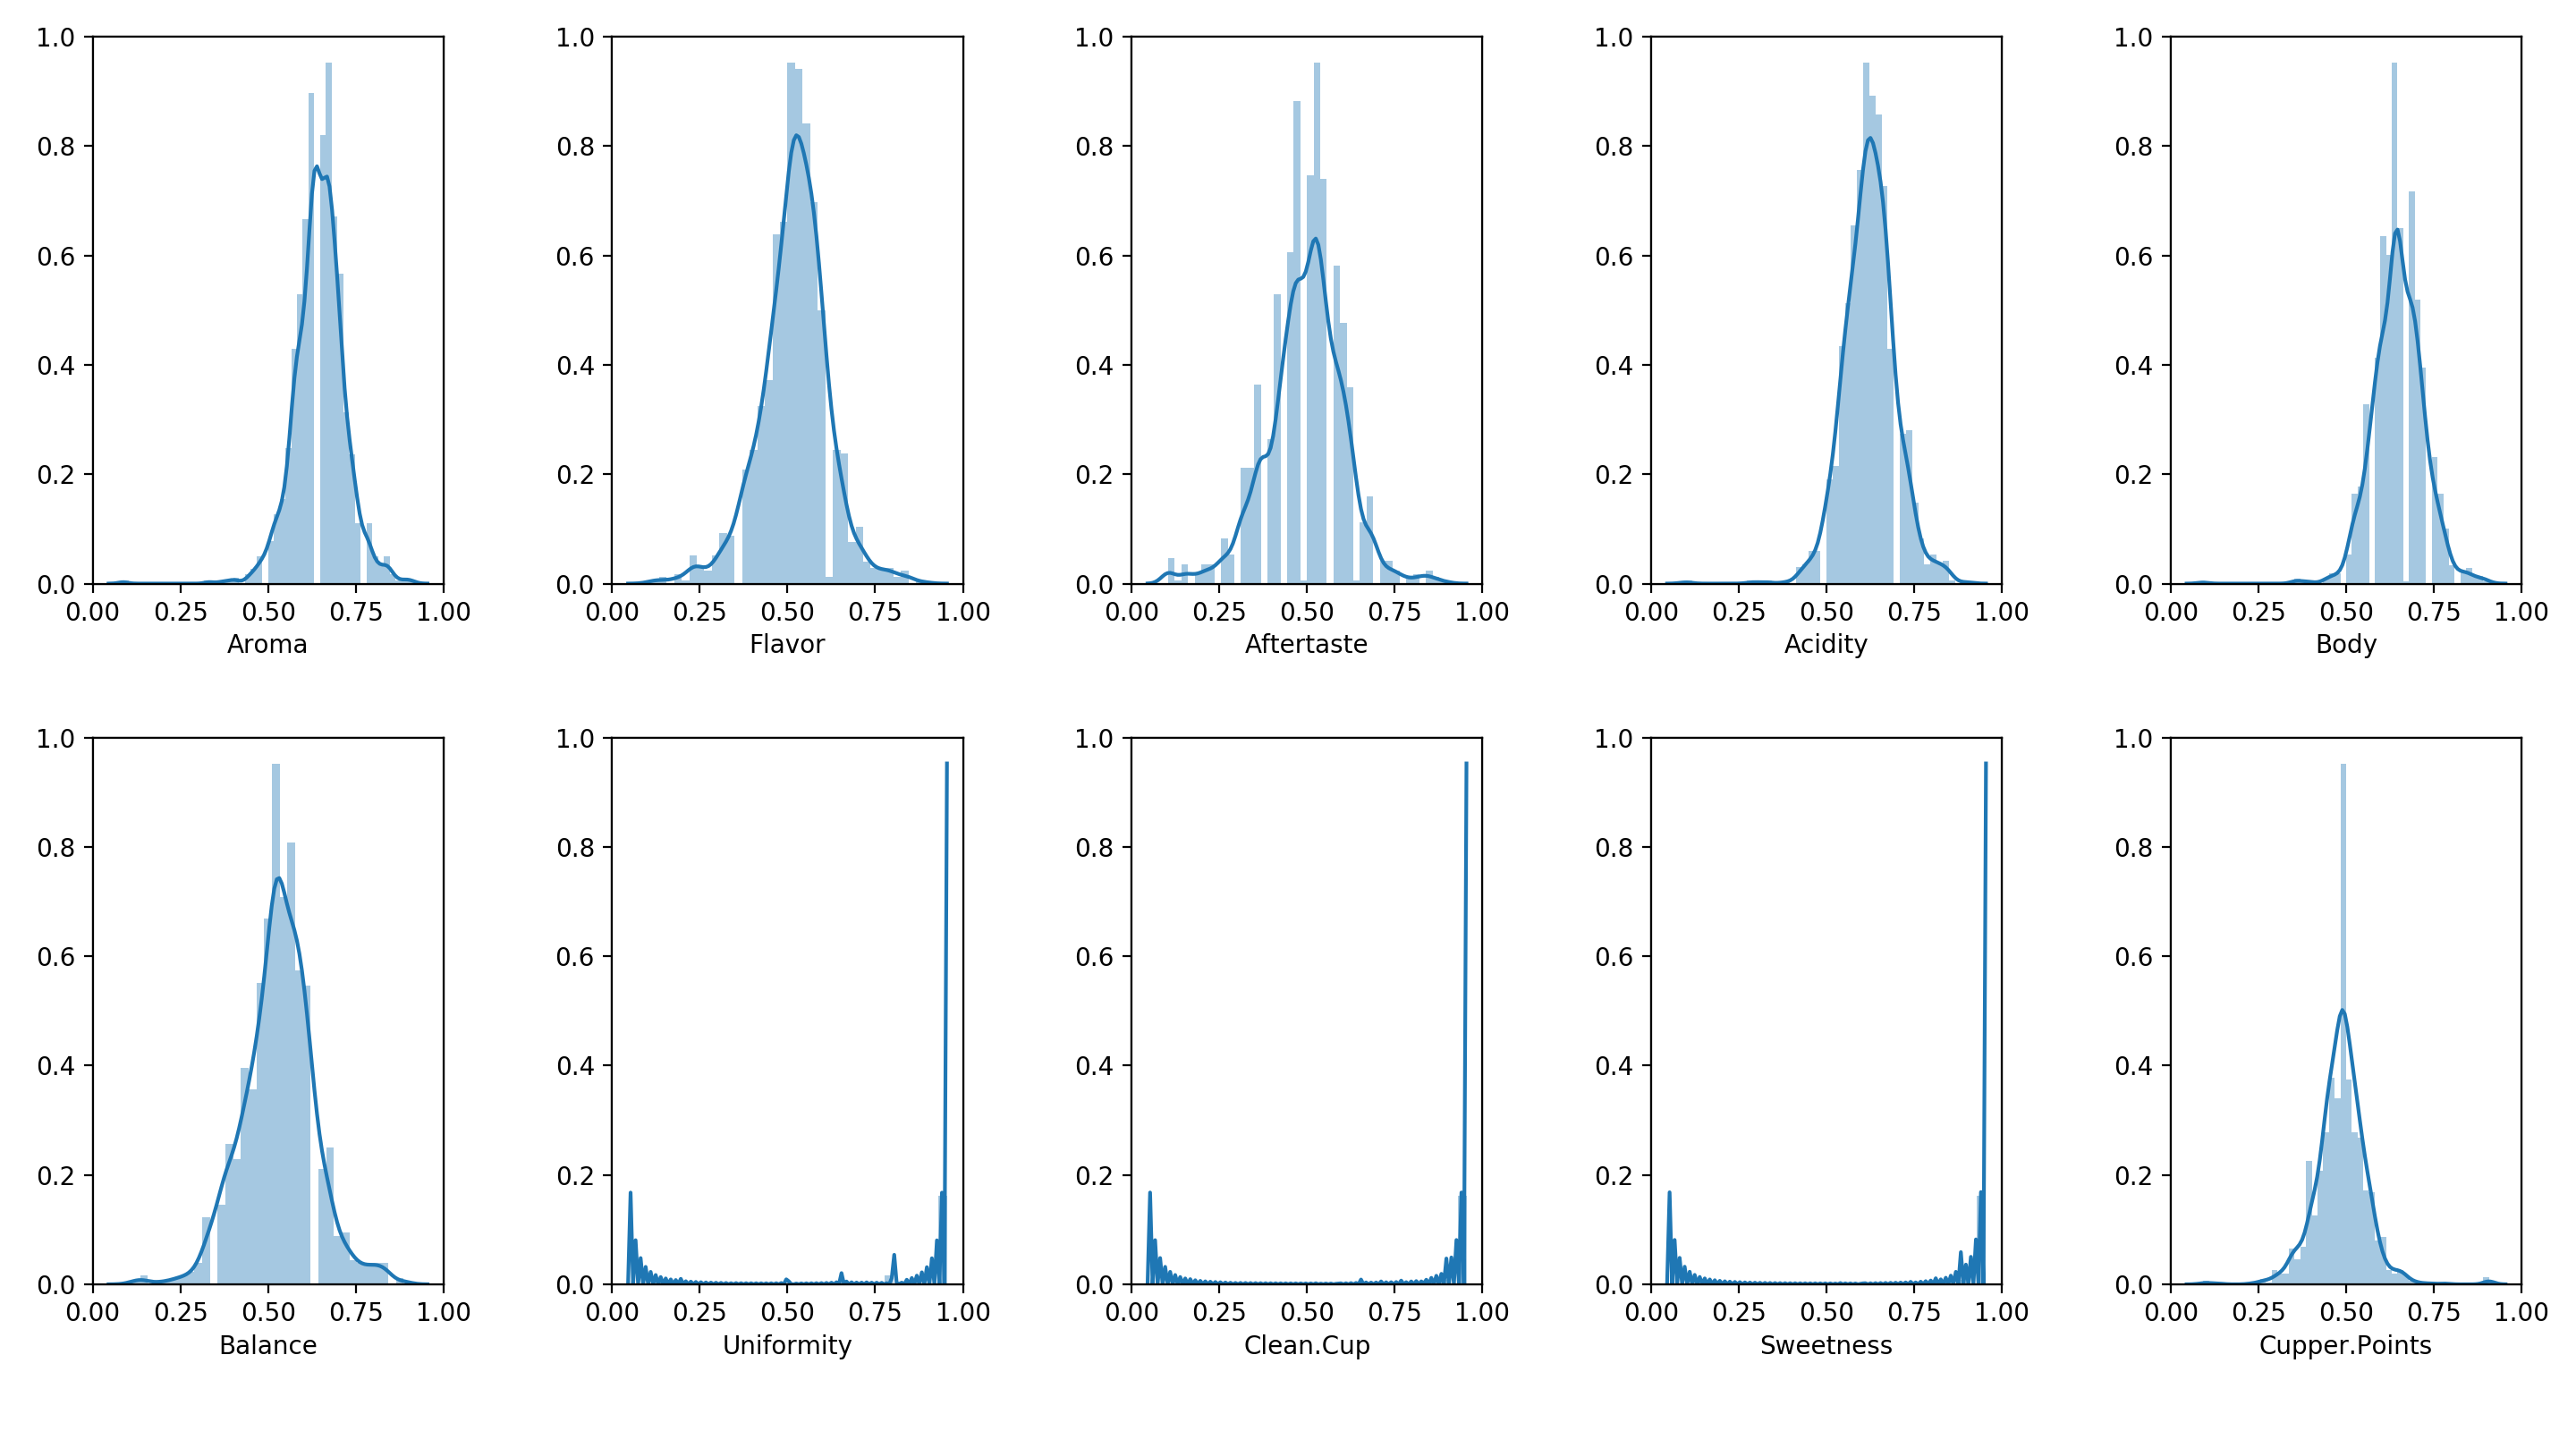 1.0 1.0 1.0 1.0 1.0
0.8 0.8 0.8 0.8 0.8
0.6 0.6 0.6 0.6 0.6
0.4 0.4 0.4 0.4 0.4
0.2 0.2 0.2 0.2 0.2
0.0 0.0 0.0 0.0 0.0
0.00 0.25 0.50 0.75 1.00 0.00 0.25 0.50 0.75 1.00 0.00 0.25 0.50 0.75 1.00 0.00 0.25 0.50 0.75 1.00 0.00 0.25 0.50 0.75 1.00
Aroma Flavor Aftertaste Acidity Body
1.0 1.0 1.0 1.0 1.0
0.8 0.8 0.8 0.8 0.8
0.6 0.6 0.6 0.6 0.6
0.4 0.4 0.4 0.4 0.4
0.2 0.2 0.2 0.2 0.2
0.0 0.0 0.0 0.0 0.0
0.00 0.25 0.50 0.75 1.00 0.00 0.25 0.50 0.75 1.00 0.00 0.25 0.50 0.75 1.00 0.00 0.25 0.50 0.75 1.00 0.00 0.25 0.50 0.75 1.00
Balance Uniformity Clean.Cup Sweetness Cupper.Points